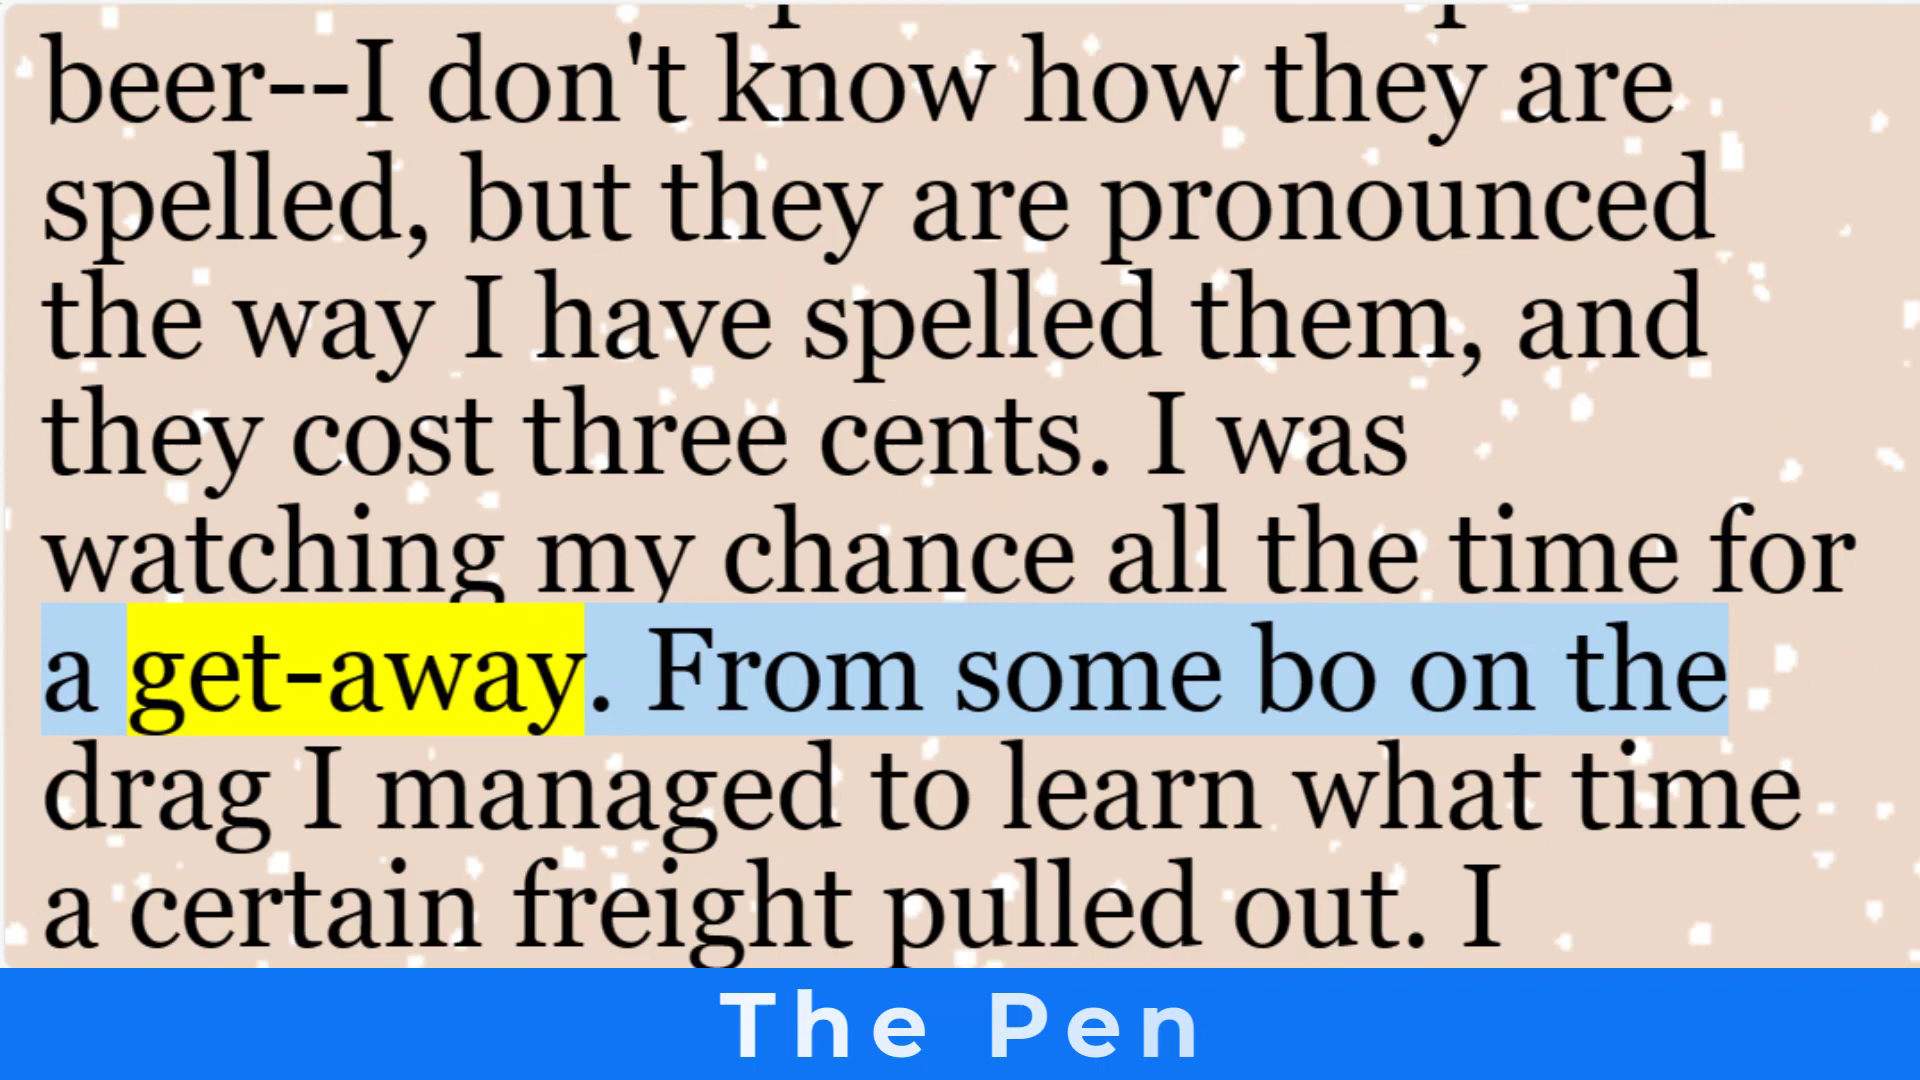 beer--I don't know how they are
spelled, but they are pronounced
the way I have spelled them, and
they cost three cents. I was
watching my chance all the time for
a get-away. From some bo on the
drag I managed to learn what time
a certain freight pulled out. I
The Pen